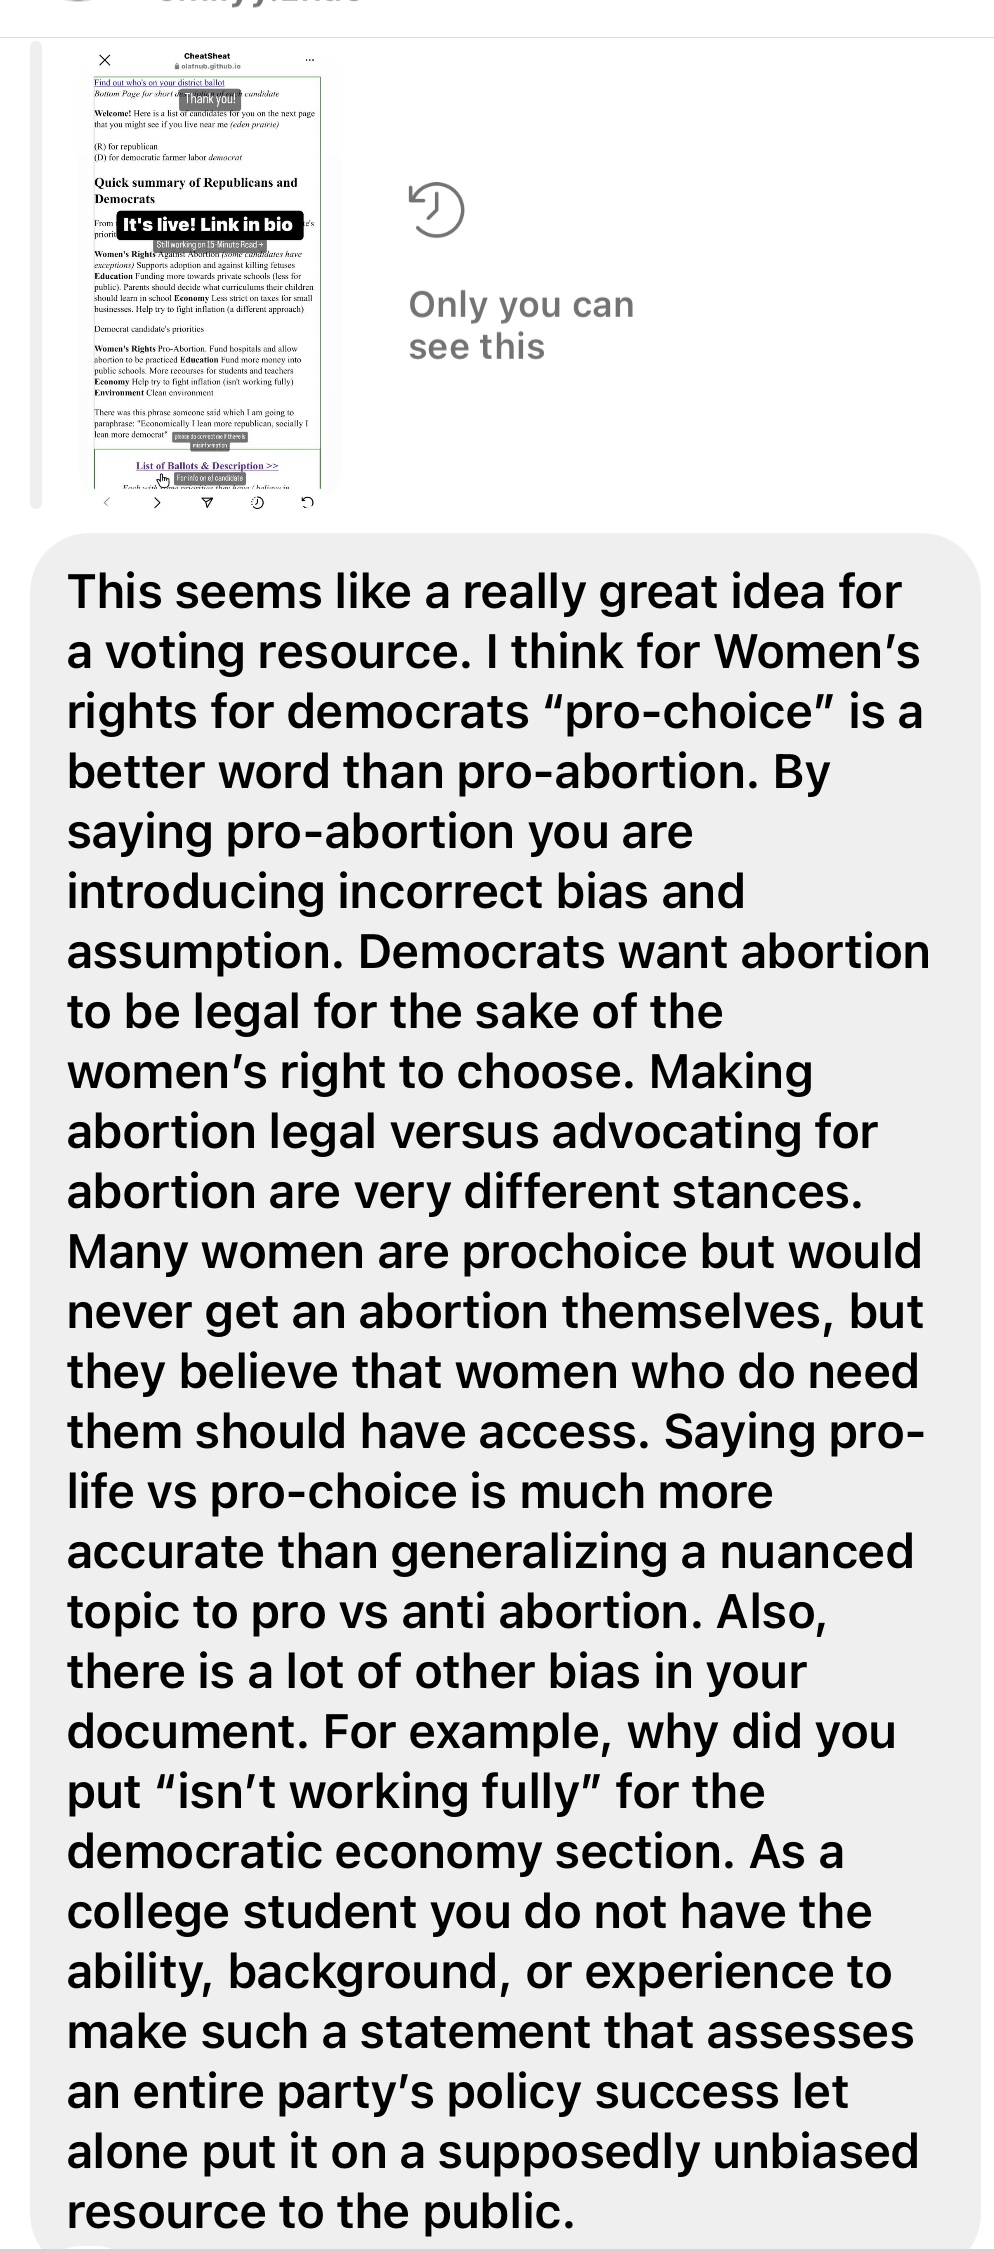 CheatSheat
olafnub.github.io
Find out who's on your district ballot
Bottom Page for short of each candidate
Thank you!
Welcome! Here is a list of candidates for you on the next page
that you might see if you live near me (eden prairie)
(R) for republican
(D) for democratic farmer labor democrat
Quick summary of Republicans and
Democrats
From
It's live! Link in bio
Still working on 15-Minute Read→
Women's Rights Against Abortion (some candidates have
exceptions) Supports adoption and against killing fetuses
Education Funding more towards private schools (less for
public). Parents should decide what curriculums their children
should learn in school Economy Less strict on taxes for small
businesses. Help try to fight inflation (a different approach)
Democrat candidate's priorities
Women's Rights Pro-Abortion. Fund hospitals and allow
abortion to be practiced Education Fund more money into
public schools. More recourses for students and teachers
Economy Help try to fight inflation (isn't working fully)
Environment Clean environment
There was this phrase someone said which I am going to
paraphrase: "Economically I lean more republican, socially I
lean more democrat"
please do correct me if there is
misinformation
List of Ballots & Description >>
For info on of candidate
Only you can
see this
This seems like a really great idea for
a voting resource. I think for Women’s
rights for democrats “pro-choice” is a
better word than pro-abortion. By
saying pro-abortion you are
introducing incorrect bias and
assumption. Democrats want abortion
to be legal for the sake of the
women’s right to choose. Making
abortion legal versus advocating for
abortion are very different stances.
Many women are prochoice but would
never get an abortion themselves, but
they believe that women who do need
them should have access. Saying pro-
life vs pro-choice is much more
accurate than generalizing a nuanced
topic to pro vs anti abortion. Also,
there is a lot of other bias in your
document. For example, why did you
put “isn’t working fully” for the
democratic economy section. As a
college student you do not have the
ability, background, or experience to
make such a statement that assesses
an entire party’s policy success let
alone put it on a supposedly unbiased
resource to the public.